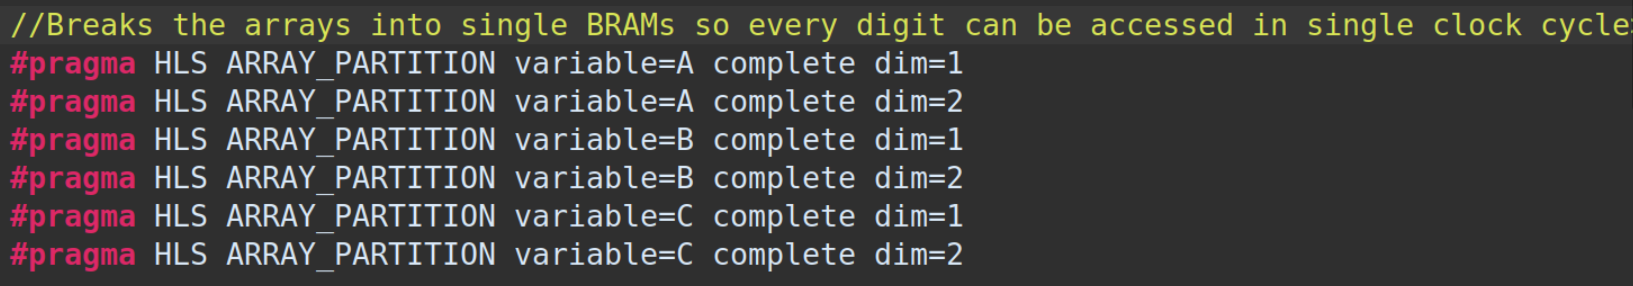 //Breaks the arrays into single BRAMs so every digit can be accessed in single clock cycle
#pragma HLS ARRAY_PARTITION variable=A complete dim=1
#pragma HLS ARRAY_PARTITION variable=A complete dim=2
#pragma HLS ARRAY_PARTITION variable=B complete dim=1
#pragma HLS ARRAY_PARTITION variable=B complete dim=2
#pragma HLS ARRAY_PARTITION variable=C complete dim=1
#pragma HLS ARRAY_PARTITION variable=C complete dim=2